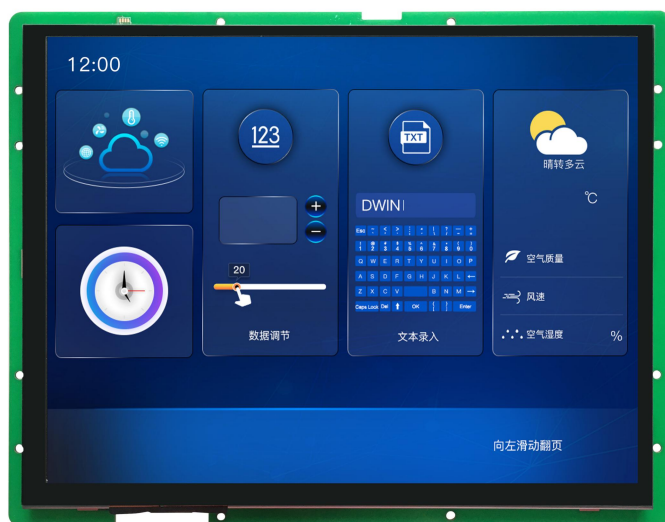 12:00
123
20
数据调节
TXT
DWIN
Esc
Q W E R T Y U I O P
A S D F G H J K L ←
Z X C V B N M →
Caps Lock Del OK Enter
文本录入
晴转多云
℃
空气质量
风速
空气湿度 %
向左滑动翻页